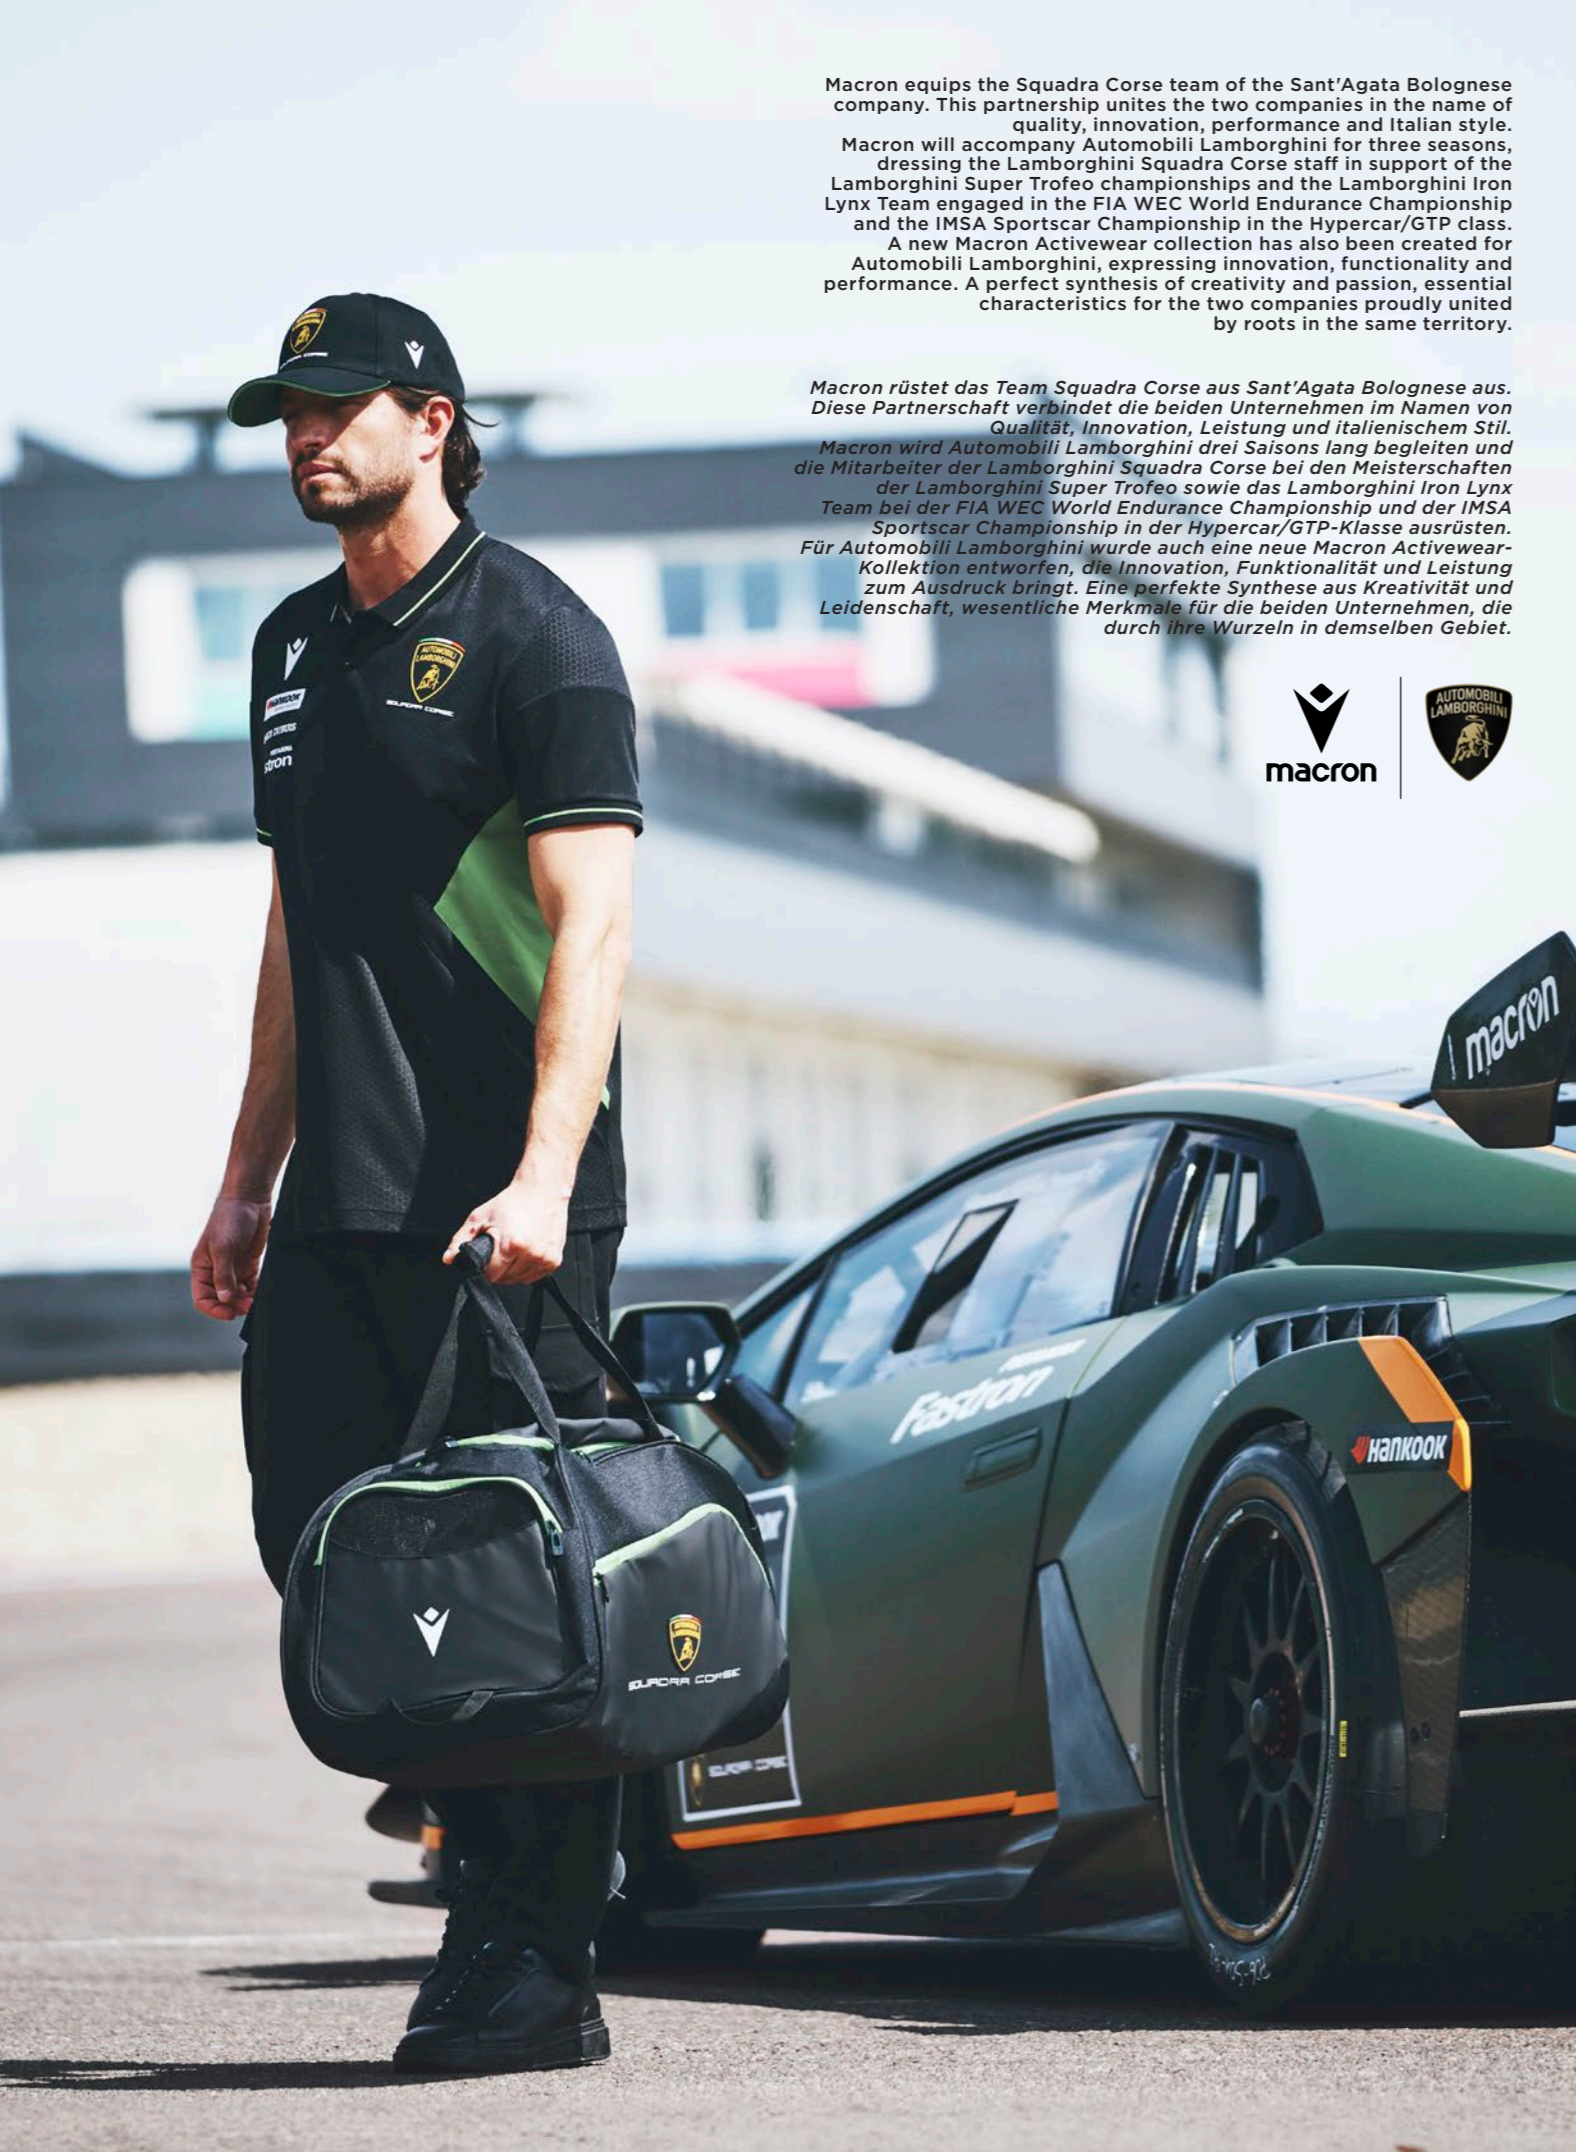 Macron equips the Squadra Corse team of the Sant'Agata Bolognese
company. This partnership unites the two companies in the name of
quality, innovation, performance and Italian style.
Macron will accompany Automobili Lamborghini for three seasons,
dressing the Lamborghini Squadra Corse staff in support of the
Lamborghini Super Trofeo championships and the Lamborghini Iron
Lynx Team engaged in the FIA WEC World Endurance Championship
and the IMSA Sportscar Championship in the Hypercar/GTP class.
A new Macron Activewear collection has also been created for
Automobili Lamborghini, expressing innovation, functionality and
performance. A perfect synthesis of creativity and passion, essential
characteristics for the two companies proudly united
by roots in the same territory.
Macron rüstet das Team Squadra Corse aus Sant'Agata Bolognese aus.
Diese Partnerschaft verbindet die beiden Unternehmen im Namen von
Qualität, Innovation, Leistung und italienischem Stil.
Macron wird Automobili Lamborghini drei Saisons lang begleiten und
die Mitarbeiter der Lamborghini Squadra Corse bei den Meisterschaften
der Lamborghini Super Trofeo sowie das Lamborghini Iron Lynx
Team bei der FIA WEC World Endurance Championship und der IMSA
Sportscar Championship in der Hypercar/GTP-Klasse ausrüsten.
Für Automobili Lamborghini wurde auch eine neue Macron Activewear-
Kollektion entworfen, die Innovation, Funktionalität und Leistung
zum Ausdruck bringt. Eine perfekte Synthese aus Kreativität und
Leidenschaft, wesentliche Merkmale für die beiden Unternehmen, die
durch ihre Wurzeln in demselben Gebiet.
macron
AUTOMOBILI
LAMBORGHINI
AUTOMOBILI
LAMBORGHINI
SQUADRA CORSE
HANKOOK
stron
macron
Fastron
HANKOOK
SQUADRA CORSE